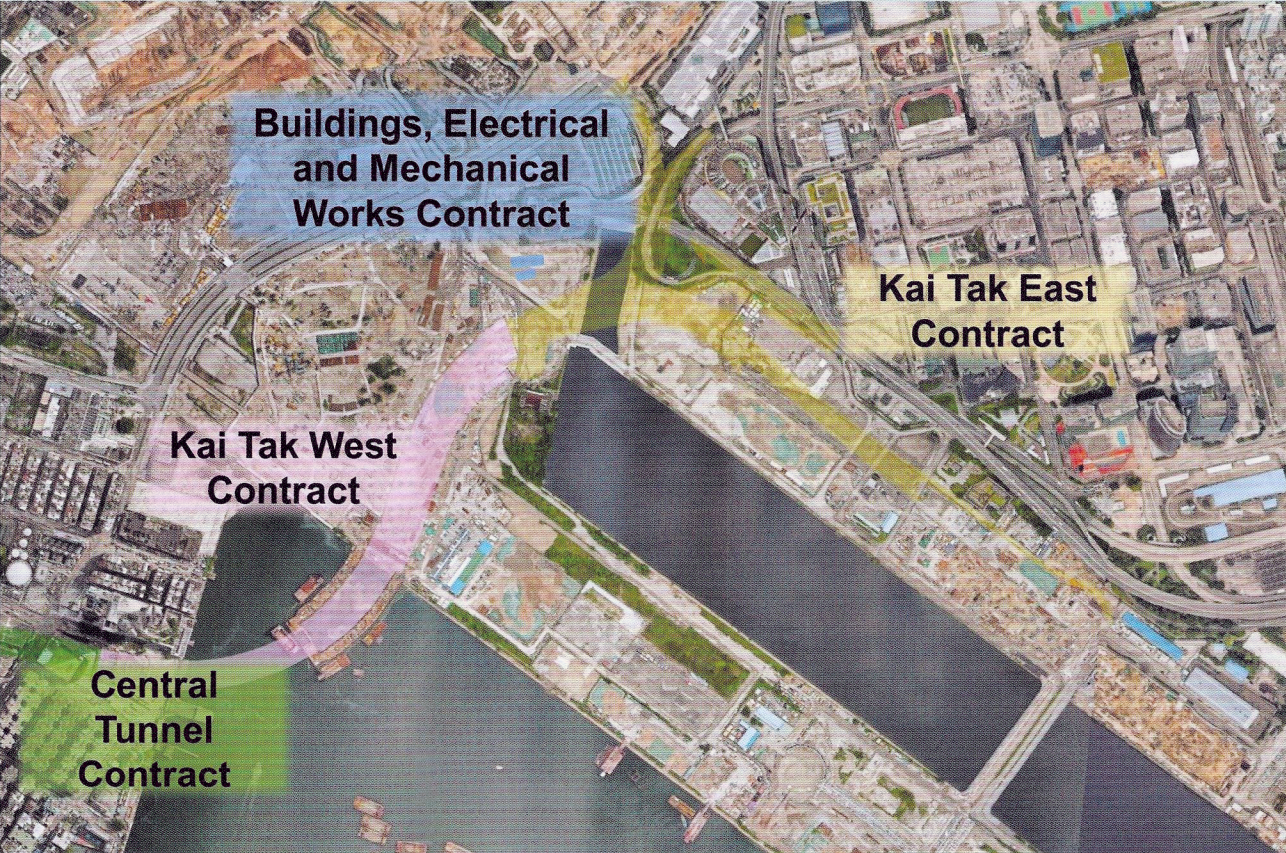 Buildings, Electrical
and Mechanical
Works Contract
Kai Tak East
Contract
Kai Tak West
Contract
Central
Tunnel
Contract